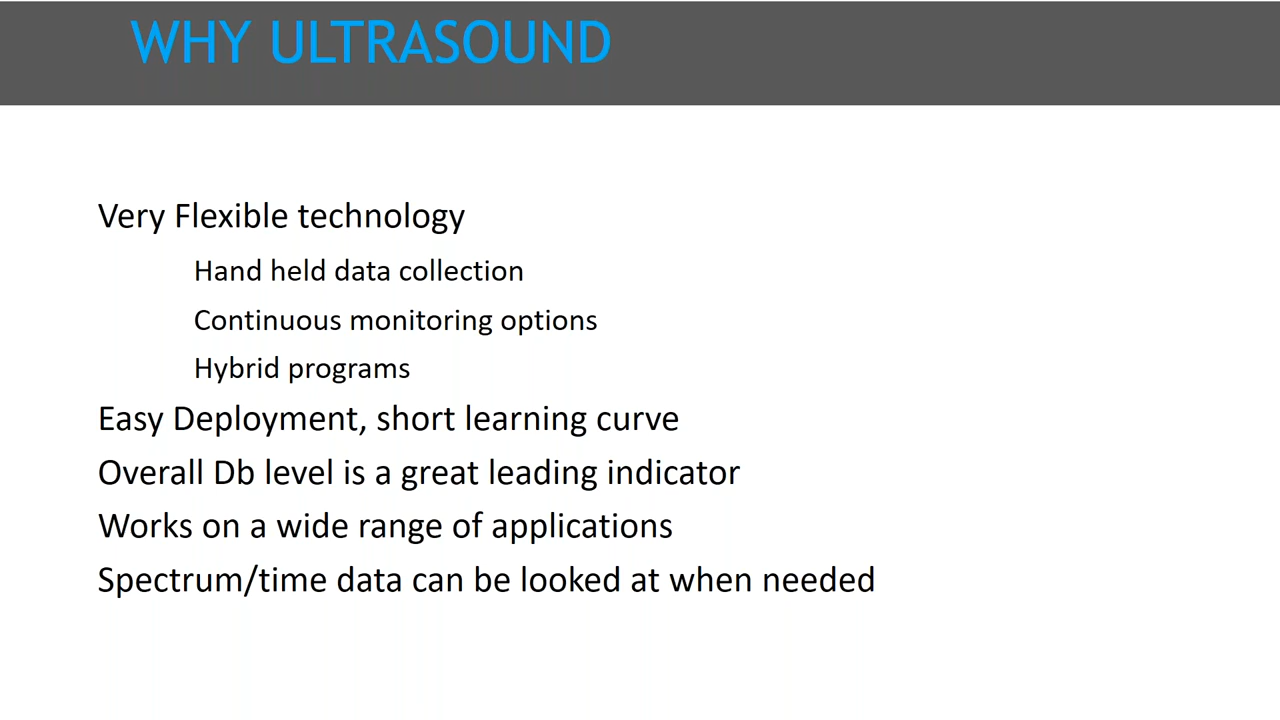 WHY ULTRASOUND
Very Flexible technology
Hand held data collection
Continuous monitoring options
Hybrid programs
Easy Deployment, short learning curve
Overall Db level is a great leading indicator
Works on a wide range of applications
Spectrum/time data can be looked at when needed